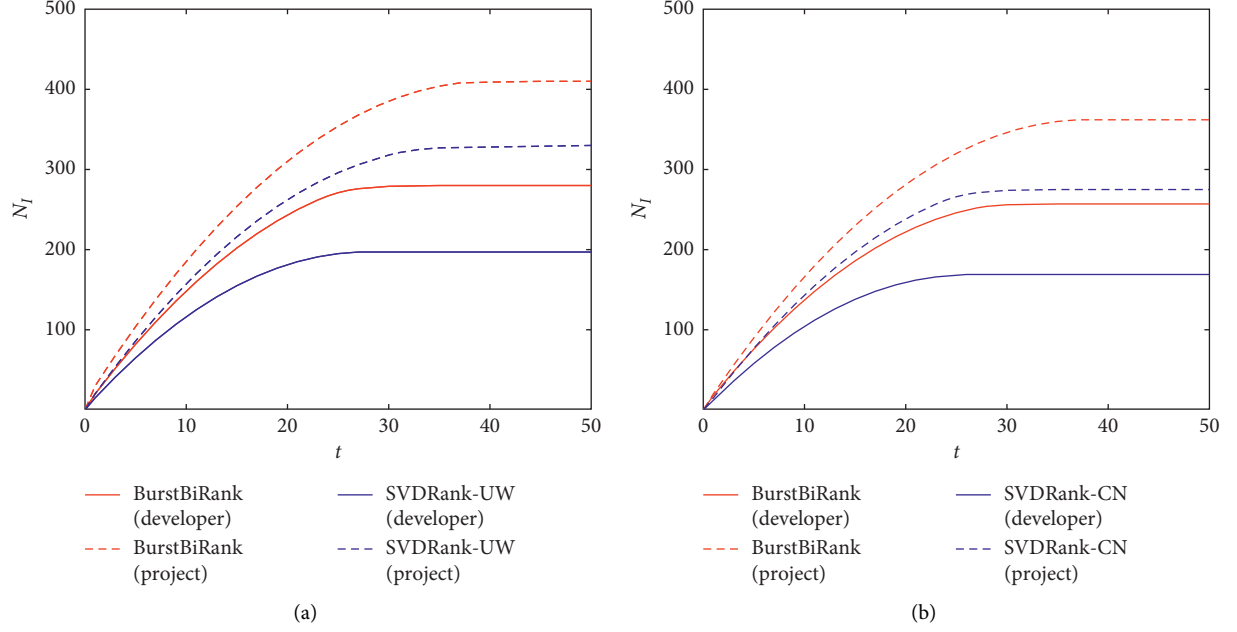 500
400
300
200
100
N_I
0
10
20
30
40
50
t
BurstBiRank
(developer)
BurstBiRank
(project)
SVDRank-UW
(developer)
SVDRank-UW
(project)
(a)
500
400
300
200
100
N_I
0
10
20
30
40
50
t
BurstBiRank
(developer)
BurstBiRank
(project)
SVDRank-CN
(developer)
SVDRank-CN
(project)
(b)